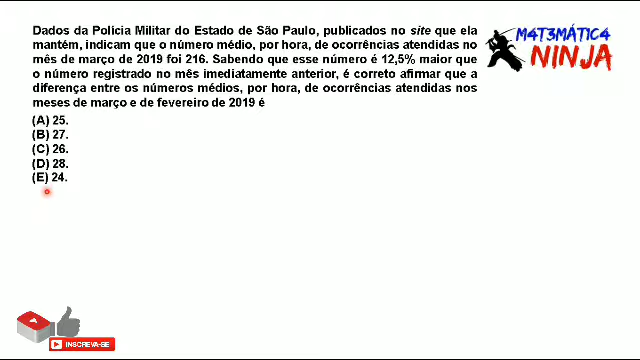 Dados da Polícia Militar do Estado de São Paulo, publicados no site que ela
mantém, indicam que o número médio, por hora, de ocorrências atendidas no
mês de março de 2019 foi 216. Sabendo que esse número é 12,5% maior que
o número registrado no mês imediatamente anterior, é correto afirmar que a
diferença entre os números médios, por hora, de ocorrências atendidas nos
meses de março e de fevereiro de 2019 é
(A) 25.
(B) 27.
(C) 26.
(D) 28.
(E) 24.
M4T3MÁTIC4
NINJA
INSCREVA-SE